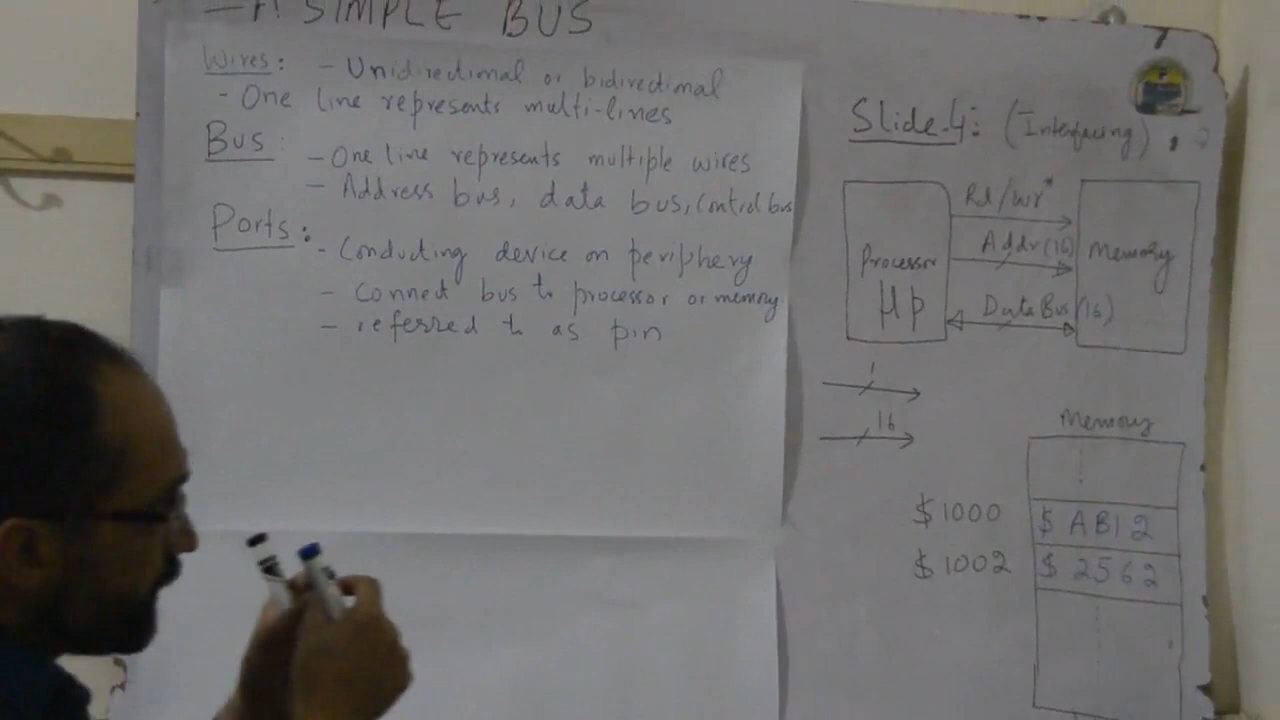 - A SIMPLE BUS
Wires: - Unidirectional or bidirectional
- One line represents multi-lines
Bus: - One line represents multiple wires
- Address bus, data bus, Control bus
Ports: - Conducting device on periphery
- Connect bus to processor or memory
- referred to as pin
Slide-4: (Interfacing)
Processor
μp
Rd/wr*
Addr(16)
Data Bus(16)
Memory
1
16
Memory
$1000 $ AB12
$1002 $ 2562